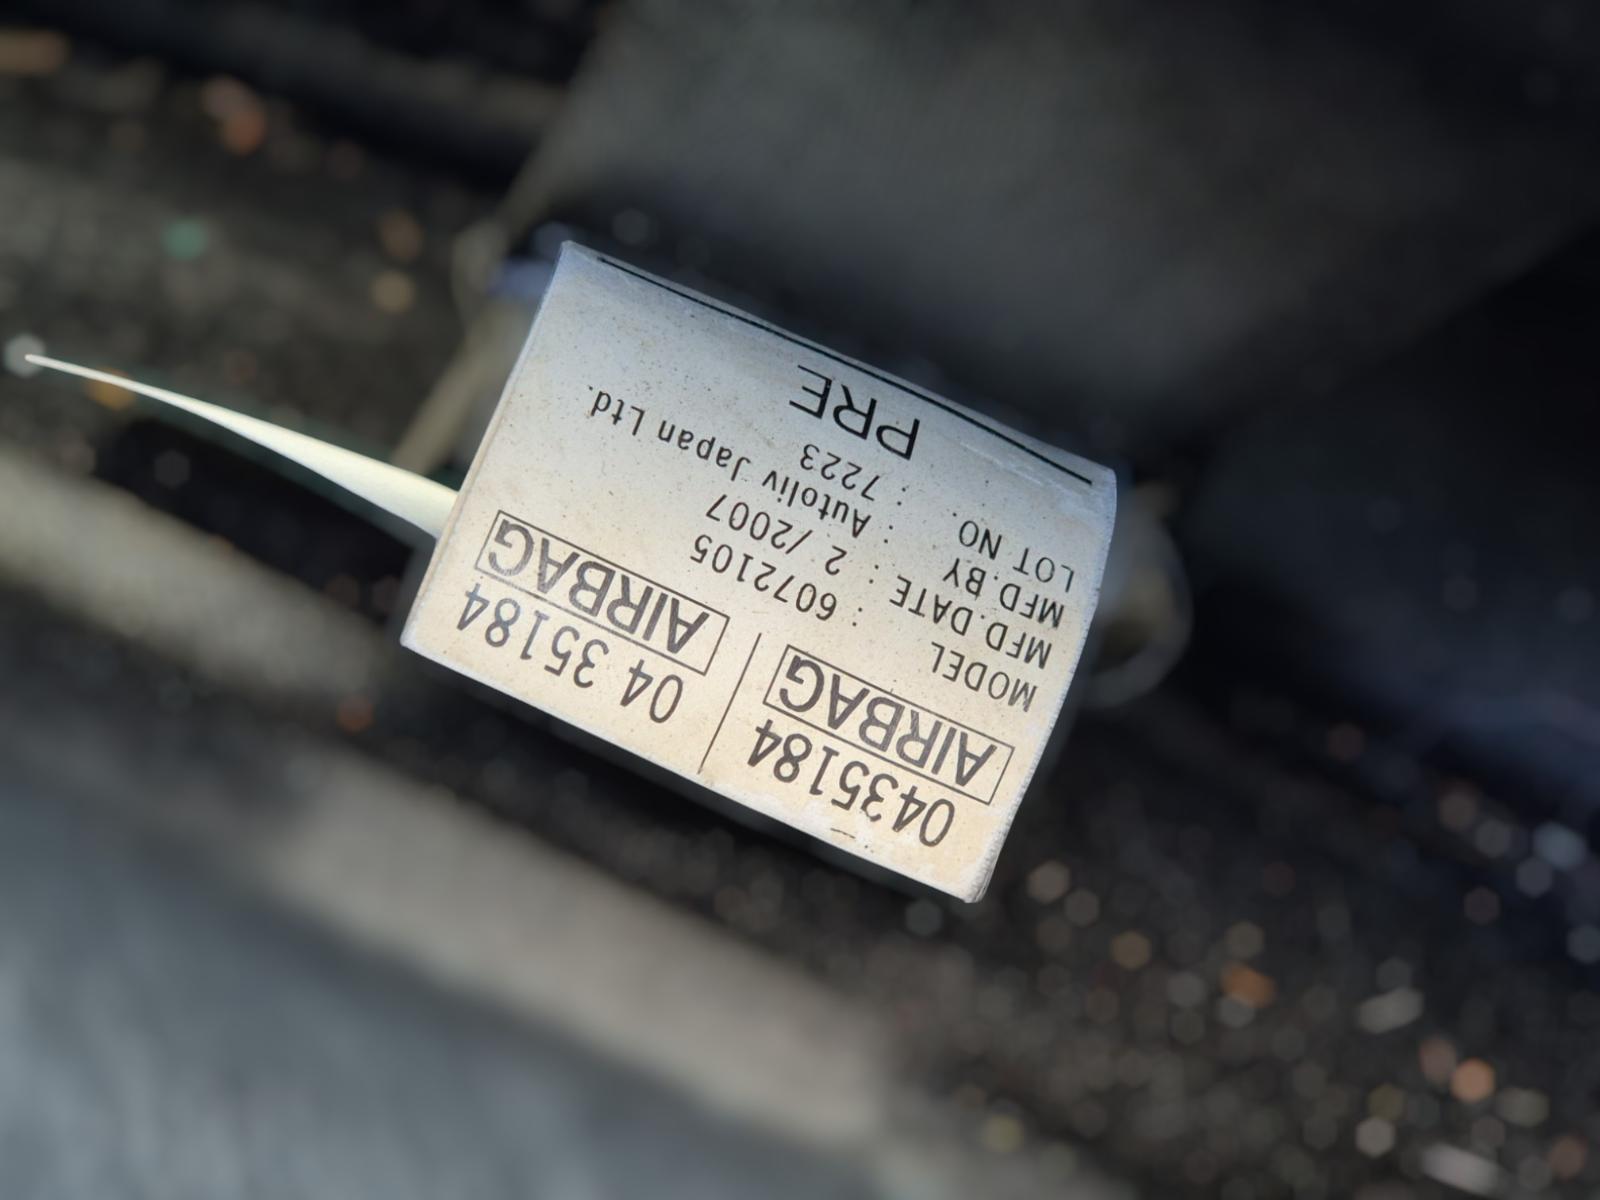 0435184 04 35184
AIRBAG AIRBAG
MODEL : 6072105
MFD.DATE : 2 /2007
MFD.BY : Autoliv Japan Ltd.
LOT NO. : 7223
PRE